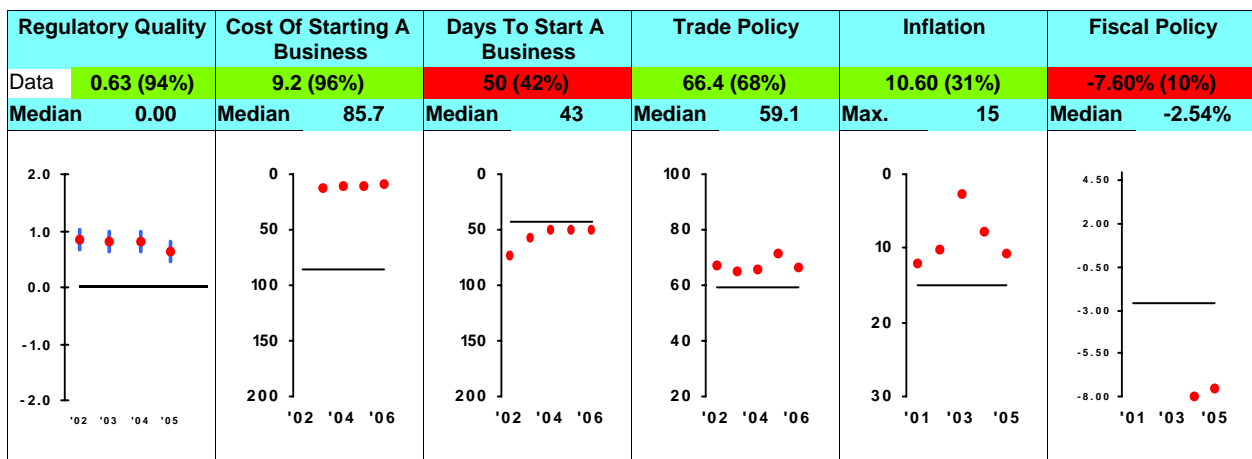 Regulatory Quality
Cost Of Starting A
Business
Days To Start A
Business
Trade Policy
Inflation
Fiscal Policy
Data 0.63 (94%)
9.2 (96%)
50 (42%)
66.4 (68%)
10.60 (31%)
-7.60% (10%)
Median 0.00
Median 85.7
Median 43
Median 59.1
Max. 15
Median -2.54%
2.0
1.0
0.0
-1.0
-2.0
'02 '03 '04 '05
0
50
100
150
200
'02 '04 '06
0
50
100
150
200
'02 '04 '06
100
80
60
40
20
'02 '04 '06
0
10
20
30
'01 '03 '05
4.50
2.00
-0.50
-3.00
-5.50
-8.00
'01 '03 '05